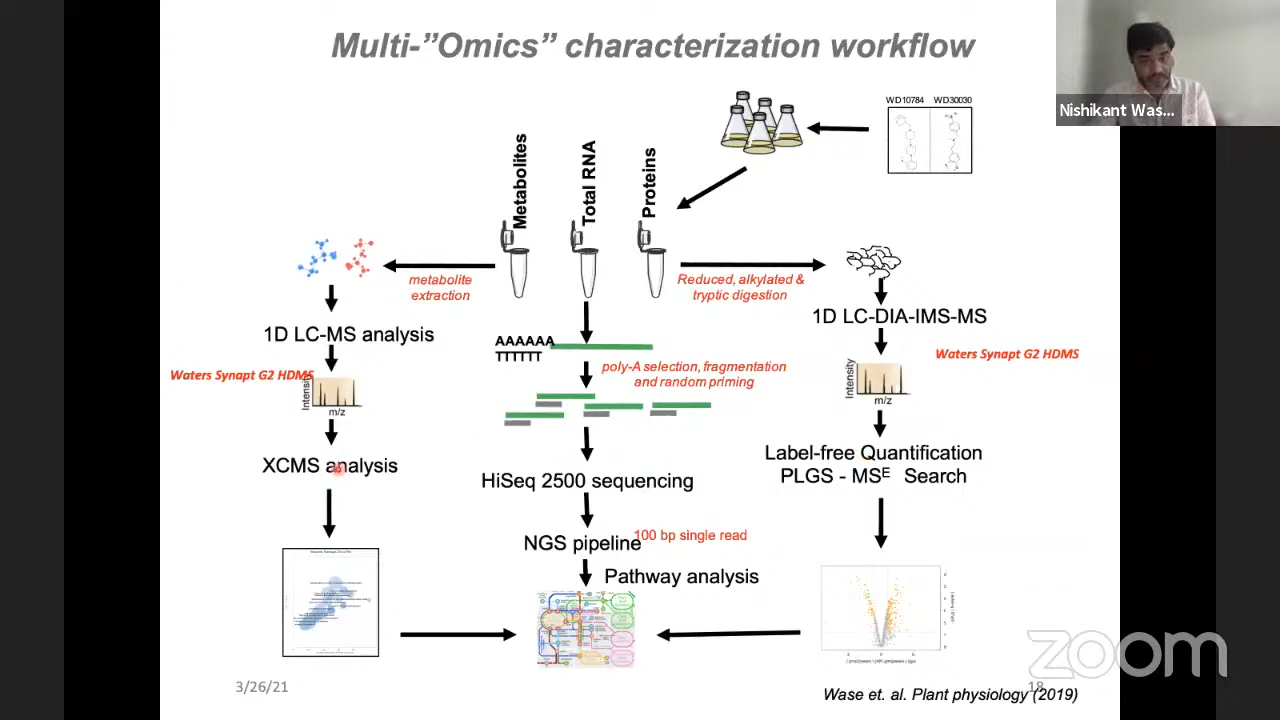 Multi-”Omics” characterization workflow
Nishikant Was...
WD10784 WD30030
Metabolites
Total RNA
Proteins
metabolite
extraction
Reduced, alkylated &
tryptic digestion
1D LC-MS analysis
Waters Synapt G2 HDMS
Intensity
m/z
XCMS analysis
AAAAAA
TTTTTT
poly-A selection, fragmentation
and random priming
HiSeq 2500 sequencing
NGS pipeline
100 bp single read
Pathway analysis
1D LC-DIA-IMS-MS
Waters Synapt G2 HDMS
Intensity
m/z
Label-free Quantification
PLGS - MSᴱ Search
zoom
3/26/21
18
Wase et. al. Plant physiology (2019)